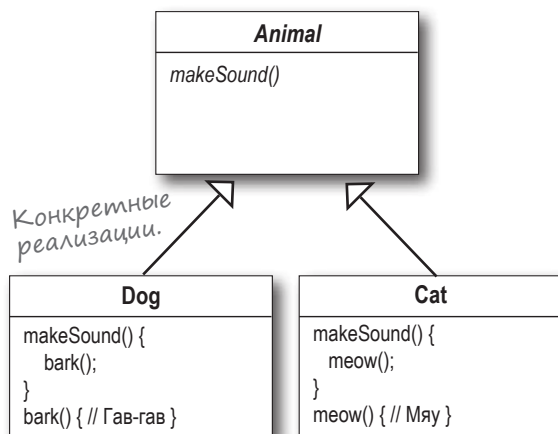 Animal
makeSound()
Конкретные
реализации.
Dog
makeSound() {
bark();
}
bark() { // Гав-гав }
Cat
makeSound() {
meow();
}
meow() { // Мяу }